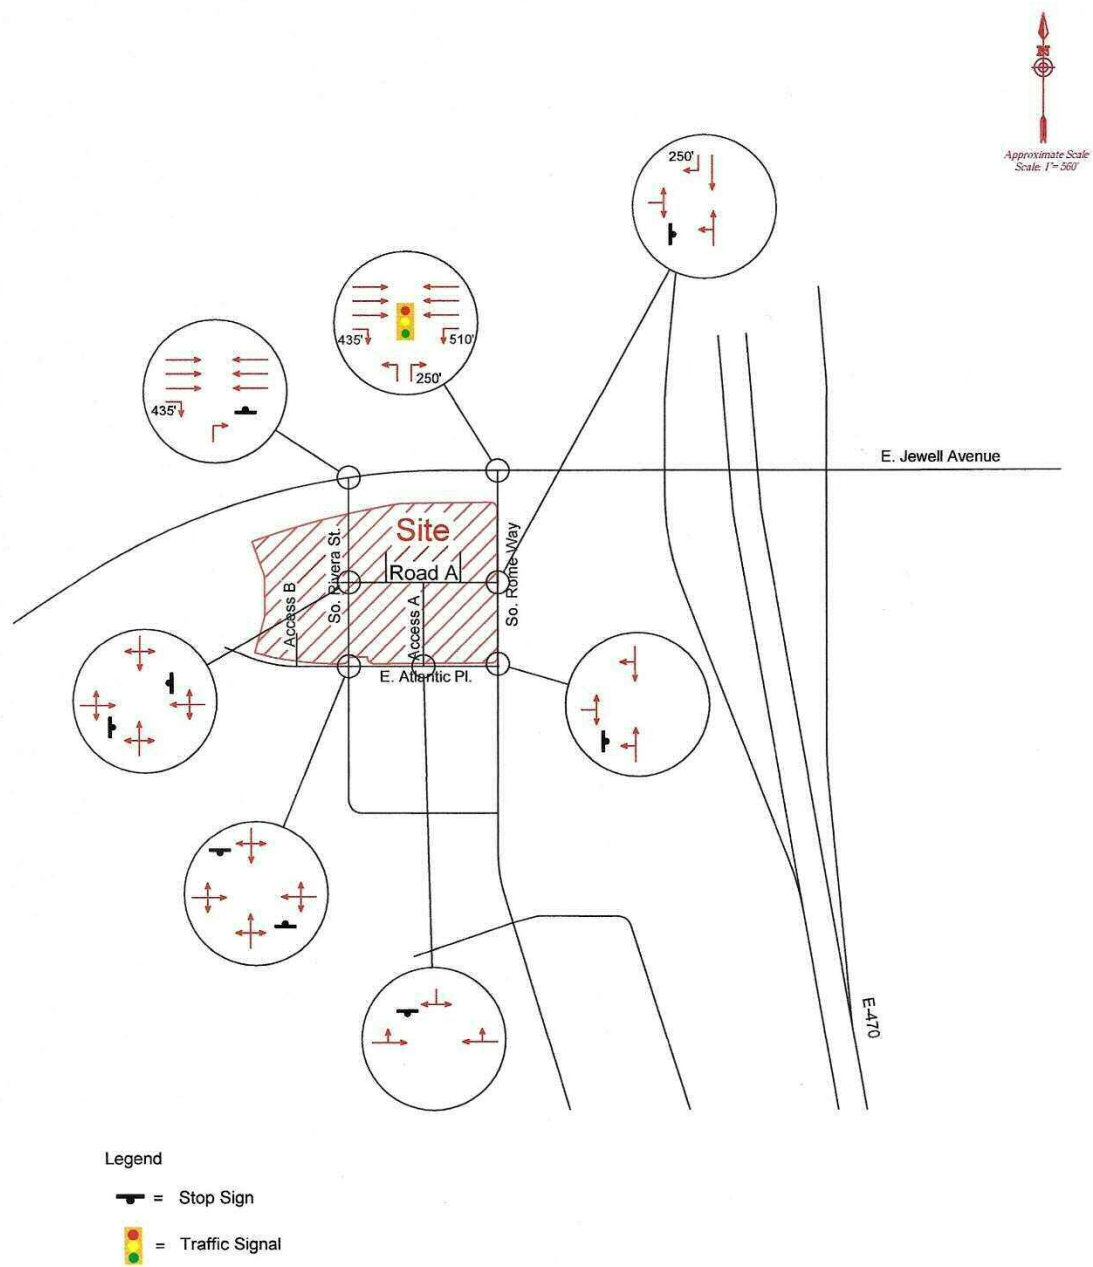 N
Approximate Scale
Scale: 1"= 560'
250'
435'
510'
250'
435'
E. Jewell Avenue
Site
So. Rivera St.
Road A
So. Rome Way
Access B
Access A
E. Atlantic Pl.
E-470
Legend
= Stop Sign
= Traffic Signal